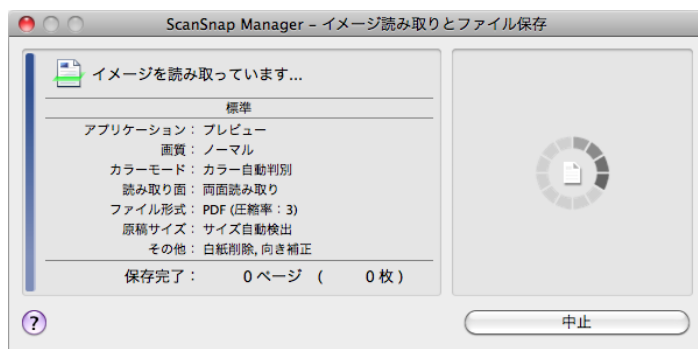 ScanSnap Manager – イメージ読み取りとファイル保存
イメージを読み取っています...
標準
アプリケーション： プレビュー
画質： ノーマル
カラーモード： カラー自動判別
読み取り面： 両面読み取り
ファイル形式： PDF (圧縮率：3)
原稿サイズ： サイズ自動検出
その他： 白紙削除, 向き補正
保存完了： 0 ページ ( 0 枚 )
? 中止